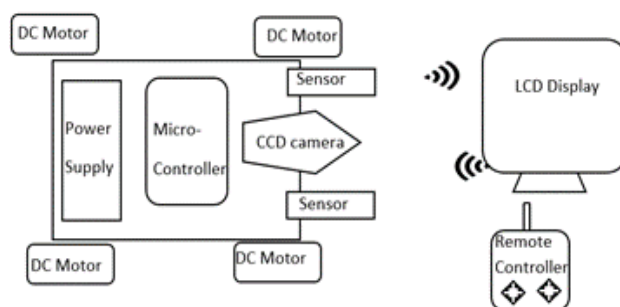 DC Motor
DC Motor
Sensor
LCD Display
Power
Supply
Micro-
Controller
CCD camera
Sensor
DC Motor
DC Motor
Remote
Controller